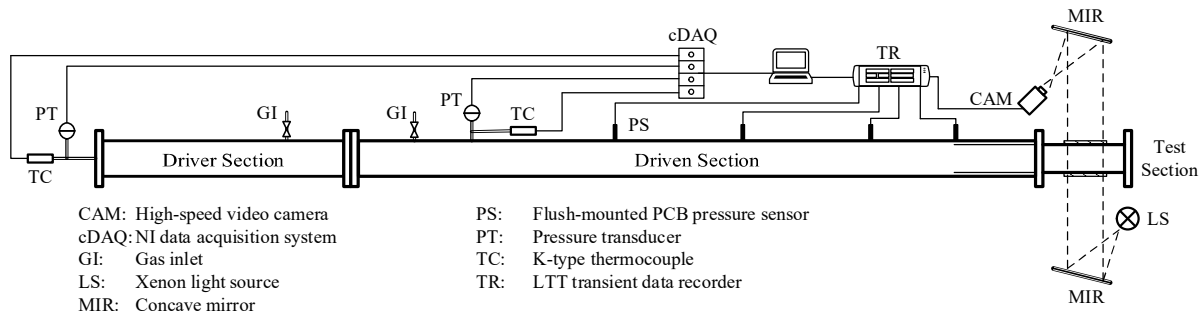 MIR
cDAQ
TR
CAM
PT
GI
GI
PT
TC
PS
TC
Driver Section
Driven Section
Test
Section
LS
MIR
CAM: High-speed video camera
cDAQ: NI data acquisition system
GI: Gas inlet
LS: Xenon light source
MIR: Concave mirror
PS: Flush-mounted PCB pressure sensor
PT: Pressure transducer
TC: K-type thermocouple
TR: LTT transient data recorder